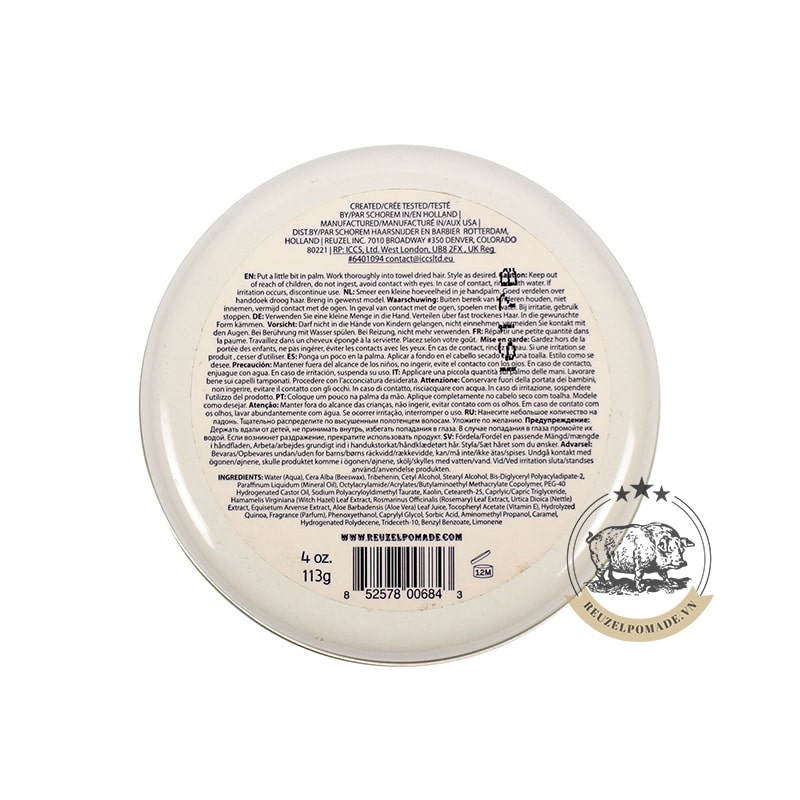 CREATED/CRÉE TESTED/TESTÉ
BY/PAR SCHOREM IN/EN HOLLAND |
MANUFACTURED/MANUFACTURÉ IN/AUX USA |
DIST.BY/PAR SCHOREM HAARSNUDER EN BARBIER ROTTERDAM,
HOLLAND | REUZEL INC. 7010 BROADWAY #350 DENVER, COLORADO
80221 | RP: ICCS, Ltd. West London, UB8 2FX , UK Reg
#6401094 contact@iccsltd.eu
EN: Put a little bit in palm. Work thoroughly into towel dried hair. Style as desired. Caution: Keep out
of reach of children, do not ingest, avoid contact with eyes. In case of contact, rinse with water. If
irritation occurs, discontinue use. NL: Smeer een kleine hoeveelheid in je handpalm. Goed verdelen over
handdoek droog haar. Breng in gewenst model. Waarschuwing: Buiten bereik van kinderen houden, niet
innemen, vermijd contact met de ogen. In geval van contact met de ogen, spoelen met water. Bij irritatie, gebruik
stoppen. DE: Verwenden Sie eine kleine Menge in die Hand. Verteilen über fast trockenes Haar. In die gewunschte
Form kämmen. Vorsicht: Darf nicht in die Hände von Kindern gelangen, nicht einnehmen, vermeiden Sie Kontakt mit
den Augen. Bei Berührung mit Wasser spülen. Bei Reizung, nicht mehr verwenden. FR: Répartir une petite quantité dans
la paume. Travaillez dans un cheveux épongé à la serviette. Placez selon votre goût. Mise en garde: Gardez hors de la
portée des enfants, ne pas ingérer, éviter les contacts avec les yeux. En cas de contact, rincer à l'eau. Si une irritation se
produit , cesser d'utiliser. ES: Ponga un poco en la palma. Aplicar a fondo en el cabello secado con una toalla. Estilo como
desee. Precaución: Mantener fuera del alcance de los niños, no ingerir, evitar contacto con los ojos. En caso de contacto,
enjuague con agua. En caso de irritación, suspenda su uso. IT: Applicare una piccola quantità sul palmo delle mani. Lavorare
bene sui capelli tamponati. Procedere con l'acconciatura desiderata. Attenzione: Conservare fuori della portata dei bambini,
non ingerire, evitare il contatto con gli occhi. In caso di contatto, risciacquare con acqua. In caso di irritazione, sospendere
l'utilizzo del prodotto. PT: Coloque um pouco na palma da mão. Aplique completamente no cabelo seco com toalha. Modele
como desejar. Atenção: Manter fora do alcance das crianças, não ingerir, evitar contato com os olhos. Em caso de contato com
os olhos, lavar abundantemente com água. Se ocorrer irritação, interromper o uso. RU: Нанесите небольшое количество на
ладонь. Тщательно распределите по высушенным полотенцем волосам. Уложите по желанию. Предупреждение:
Держать вдали от детей, не принимать внутрь, избегать попадания в глаза. В случае попадания в глаза промойте их
водой. Если возникнет раздражение, прекратите использовать продукт. SV: Fördela/Fordel en passende Mängd/mængde
i håndfladen, Arbeta/arbejdes grundigt ind i handdukstorkat/håndklædetørt hår. Styla/Sæt håret som du ønsker. Advarsel:
Bevaras/Opbevares undan/uden for barns/børns räckvidd/rækkevidde, kan/må inte/ikke ätas/spises. Undgå kontakt med
ögonen/øjnene, skulle produktet komme i ögonen/øjnene, skölj/skylles med vatten/vand. Vid/Ved irritation sluta/standses
använd/anvendelse produkten.
INGREDIENTS: Water (Aqua), Cera Alba (Beeswax), Tribehenin, Cetyl Alcohol, Stearyl Alcohol, Bis-Diglyceryl Polyacyladipate-2,
Paraffinum Liquidum (Mineral Oil), Octylacrylamide/Acrylates/Butylaminoethyl Methacrylate Copolymer, PEG-40
Hydrogenated Castor Oil, Sodium Polyacryloyldimethyl Taurate, Kaolin, Ceteareth-25, Caprlyic/Capric Triglyceride,
Hamamelis Virginiana (Witch Hazel) Leaf Extract, Rosmarinus Officinalis (Rosemary) Leaf Extract, Urtica Dioica (Nettle)
Extract, Equisetum Arvense Extract, Aloe Barbadensis (Aloe Vera) Leaf Juice, Tocopheryl Acetate (Vitamin E), Hydrolyzed
Quinoa, Fragrance (Parfum), Phenoxyethanol, Caprylyl Glycol, Sorbic Acid, Aminomethyl Propanol, Caramel,
Hydrogenated Polydecene, Trideceth-10, Benzyl Benzoate, Limonene
WWW.REUZELPOMADE.COM
4 oz.
113g
8 52578 00684 3
12M
REUZELPOMADE.VN